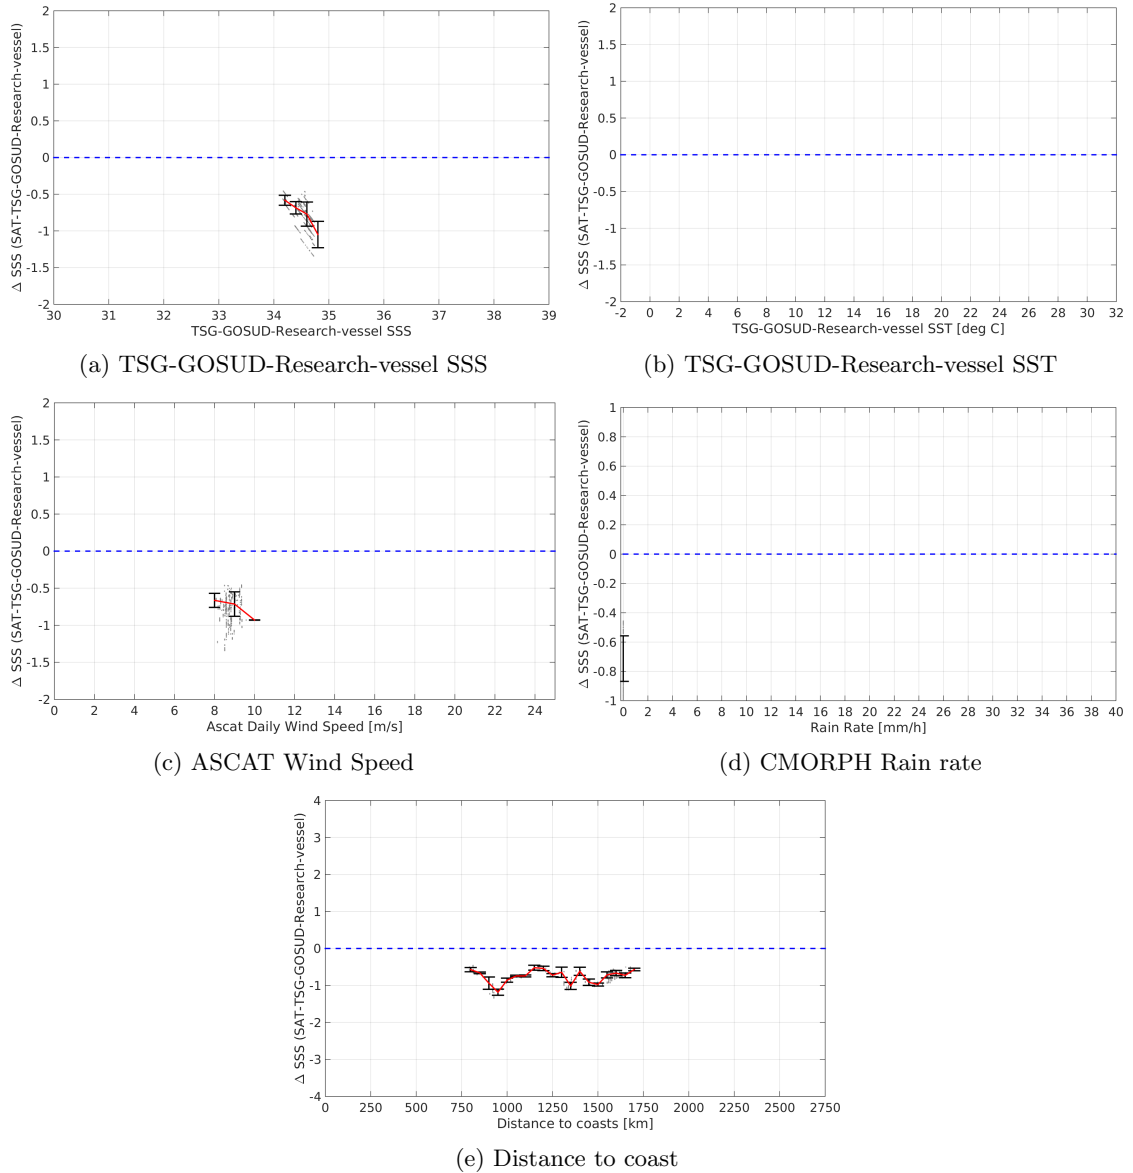 2
1.5
1
0.5
0
-0.5
-1
-1.5
-2
Δ SSS (SAT-TSG-GOSUD-Research-vessel)
30 31 32 33 34 35 36 37 38 39
TSG-GOSUD-Research-vessel SSS
(a) TSG-GOSUD-Research-vessel SSS
2
1.5
1
0.5
0
-0.5
-1
-1.5
-2
Δ SSS (SAT-TSG-GOSUD-Research-vessel)
-2 0 2 4 6 8 10 12 14 16 18 20 22 24 26 28 30 32
TSG-GOSUD-Research-vessel SST [deg C]
(b) TSG-GOSUD-Research-vessel SST
2
1.5
1
0.5
0
-0.5
-1
-1.5
-2
Δ SSS (SAT-TSG-GOSUD-Research-vessel)
0 2 4 6 8 10 12 14 16 18 20 22 24
Ascat Daily Wind Speed [m/s]
(c) ASCAT Wind Speed
1
0.8
0.6
0.4
0.2
0
-0.2
-0.4
-0.6
-0.8
-1
Δ SSS (SAT-TSG-GOSUD-Research-vessel)
0 2 4 6 8 10 12 14 16 18 20 22 24 26 28 30 32 34 36 38 40
Rain Rate [mm/h]
(d) CMORPH Rain rate
4
3
2
1
0
-1
-2
-3
-4
Δ SSS (SAT-TSG-GOSUD-Research-vessel)
0 250 500 750 1000 1250 1500 1750 2000 2250 2500 2750
Distance to coasts [km]
(e) Distance to coast